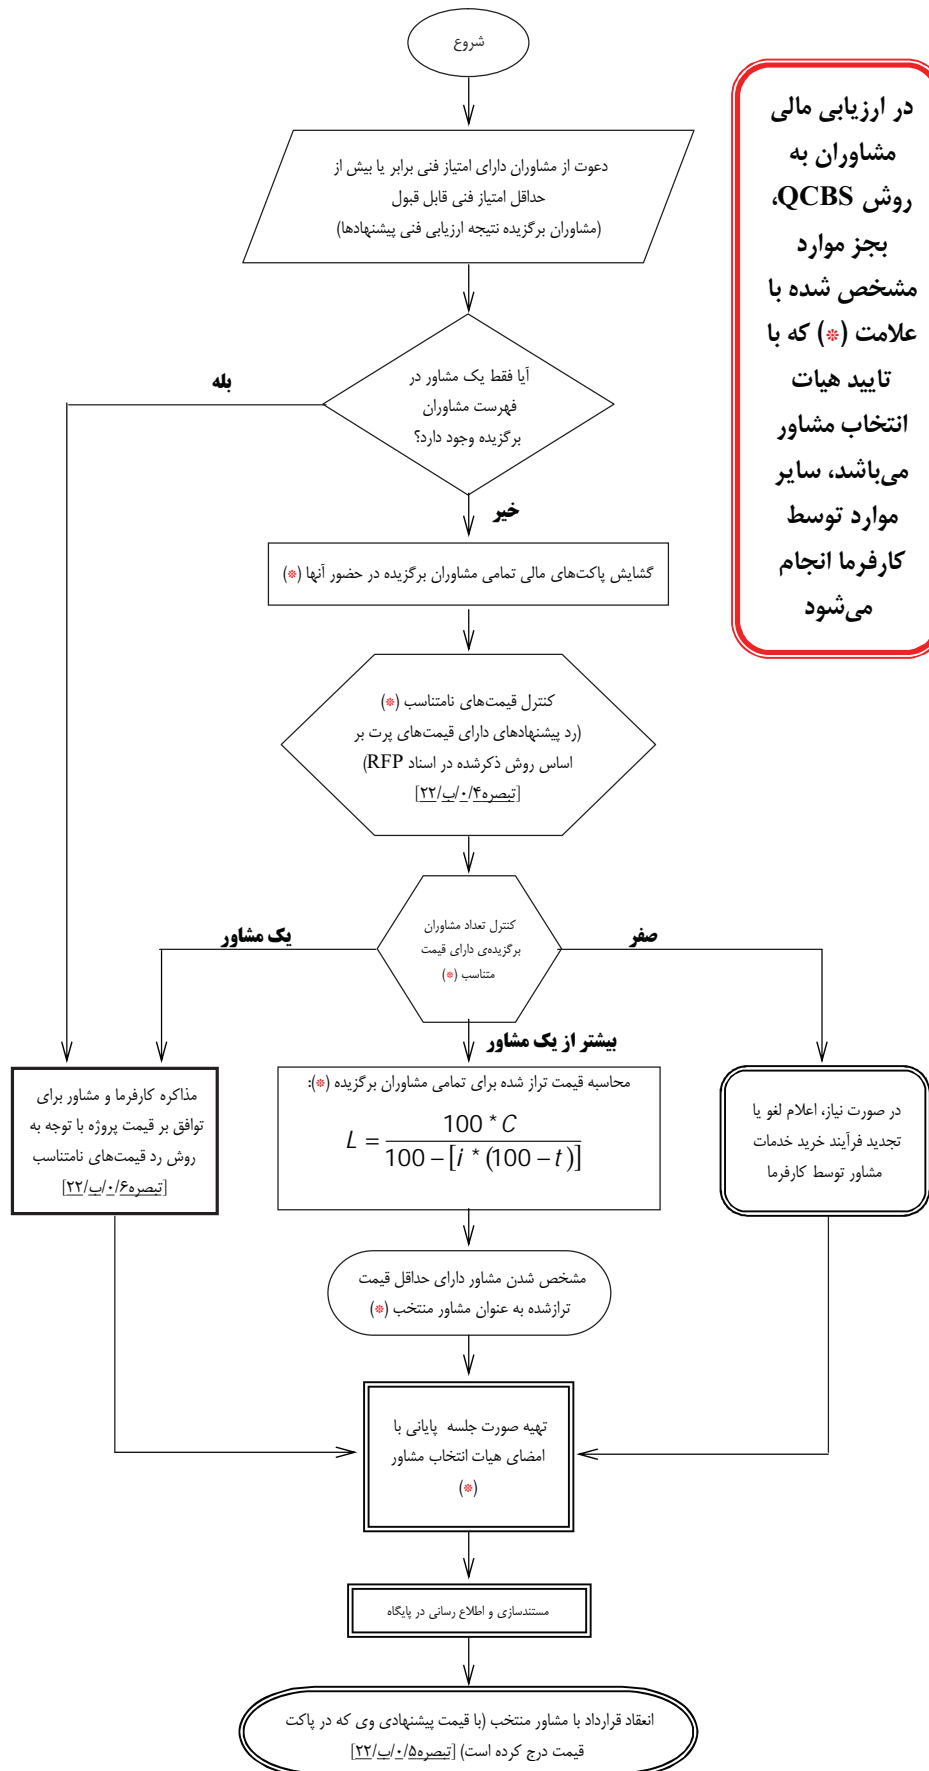 شروع
دعوت از مشاوران دارای امتیاز فنی برابر یا بیش از
حداقل امتیاز فنی قابل قبول
(مشاوران برگزیده نتیجه ارزیابی فنی پیشنهادها)
در ارزیابی مالی
مشاوران به
روش QCBS،
بجز موارد
مشخص شده با
علامت (*) که با
تایید هیات
انتخاب مشاور
می‌باشد، سایر
موارد توسط
کارفرما انجام
می‌شود
آیا فقط یک مشاور در
فهرست مشاوران
برگزیده وجود دارد؟
بله
خیر
گشایش پاکت‌های مالی تمامی مشاوران برگزیده در حضور آنها (*)
کنترل قیمت‌های نامتناسب (*)
(رد پیشنهادهای دارای قیمت‌های پرت بر
اساس روش ذکرشده در اسناد RFP)
[تبصره۴/۰/ب/۲۲]
کنترل تعداد مشاوران
برگزیده‌ی دارای قیمت
متناسب (*)
صفر
یک مشاور
بیشتر از یک مشاور
در صورت نیاز، اعلام لغو یا
تجدید فرآیند خرید خدمات
مشاور توسط کارفرما
محاسبه قیمت تراز شده برای تمامی مشاوران برگزیده (*):
L = 100 * C / 100 − [i * (100 − t)]
مذاکره کارفرما و مشاور برای
توافق بر قیمت پروژه با توجه به
روش رد قیمت‌های نامتناسب
[تبصره۶/۰/ب/۲۲]
مشخص شدن مشاور دارای حداقل قیمت
ترازشده به عنوان مشاور منتخب (*)
تهیه صورت جلسه پایانی با
امضای هیات انتخاب مشاور
(*)
مستندسازی و اطلاع رسانی در پایگاه
انعقاد قرارداد با مشاور منتخب (با قیمت پیشنهادی وی که در پاکت
قیمت درج کرده است) [تبصره۵/۰/ب/۲۲]